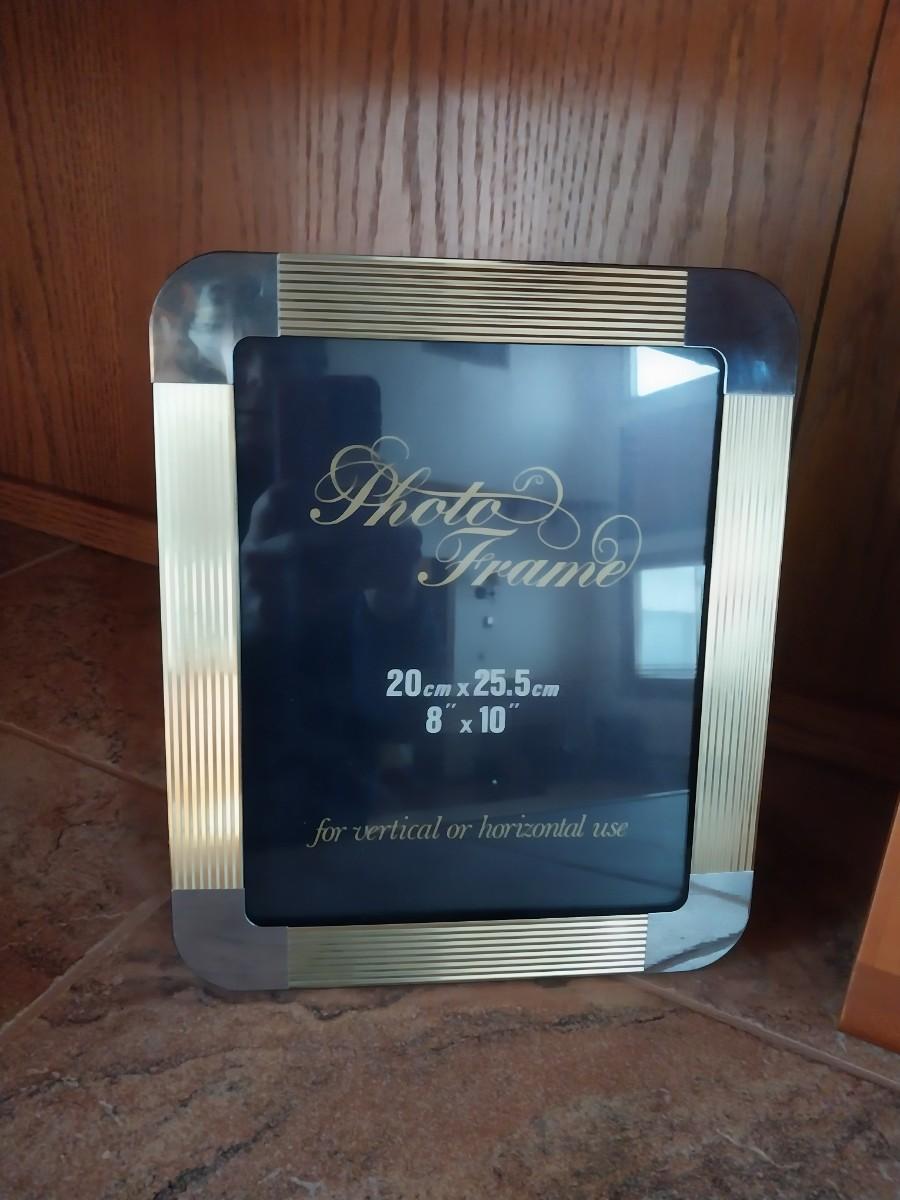 Photo
Frame
20cm x 25.5cm
8" x 10"
for vertical or horizontal use